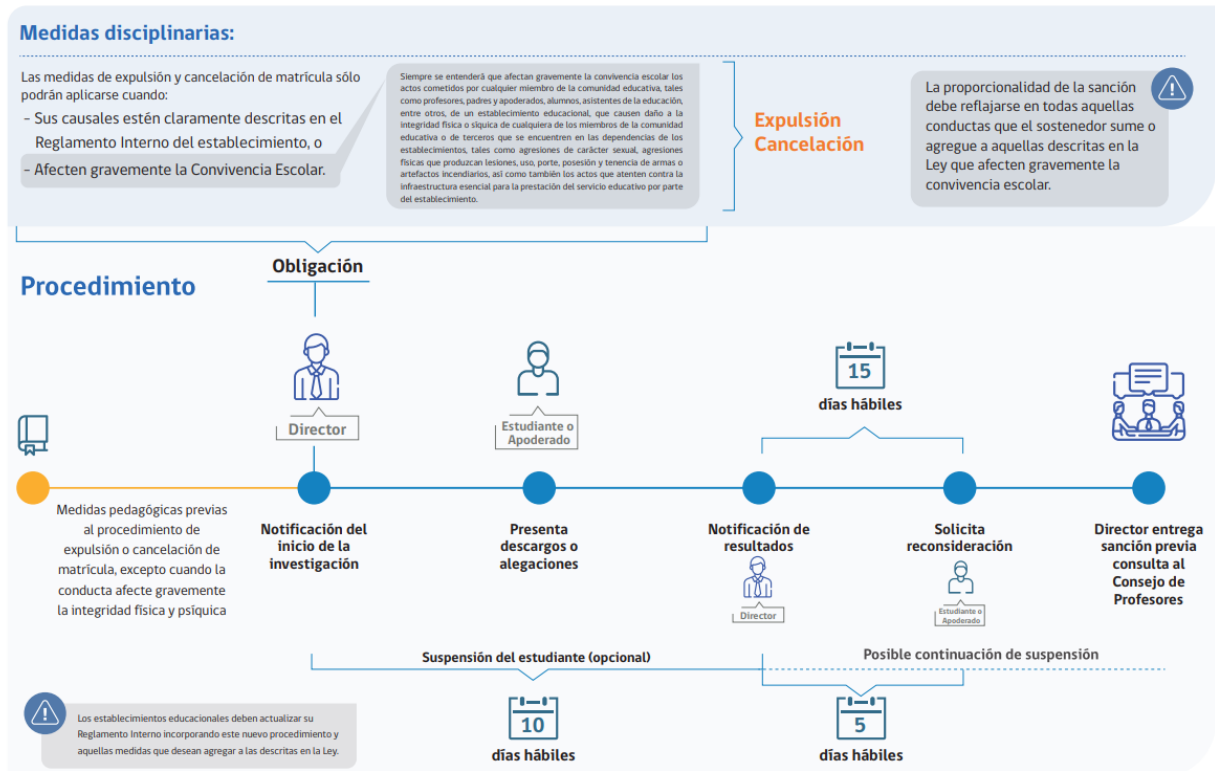 Medidas disciplinarias:
Las medidas de expulsión y cancelación de matrícula sólo
podrán aplicarse cuando:
- Sus causales estén claramente descritas en el
Reglamento Interno del establecimiento, o
- Afecten gravemente la Convivencia Escolar.
Siempre se entenderá que afectan gravemente la convivencia escolar los
actos cometidos por cualquier miembro de la comunidad educativa, tales
como profesores, padres y apoderados, alumnos, asistentes de la educación,
entre otros, de un establecimiento educacional, que causen daño a la
integridad física o síquica de cualquiera de los miembros de la comunidad
educativa o de terceros que se encuentren en las dependencias de los
establecimientos, tales como agresiones de carácter sexual, agresiones
físicas que produzcan lesiones, uso, porte, posesión y tenencia de armas o
artefactos incendiarios, así como también los actos que atenten contra la
infraestructura esencial para la prestación del servicio educativo por parte
del establecimiento.
Expulsión
Cancelación
La proporcionalidad de la sanción
debe reflajarse en todas aquellas
conductas que el sostenedor sume o
agregue a aquellas descritas en la
Ley que afecten gravemente la
convivencia escolar.
Obligación
Procedimiento
Director
Estudiante o
Apoderado
15
días hábiles
Medidas pedagógicas previas
al procedimiento de
expulsión o cancelación de
matrícula, excepto cuando la
conducta afecte gravemente
la integridad física y psíquica
Notificación del
inicio de la
investigación
Presenta
descargos o
alegaciones
Notificación de
resultados
Director
Solicita
reconsideración
Estudiante o
Apoderado
Director entrega
sanción previa
consulta al
Consejo de
Profesores
Suspensión del estudiante (opcional)
Posible continuación de suspensión
10
días hábiles
5
días hábiles
Los establecimientos educacionales deben actualizar su
Reglamento Interno incorporando este nuevo procedimiento y
aquellas medidas que desean agregar a las descritas en la Ley.